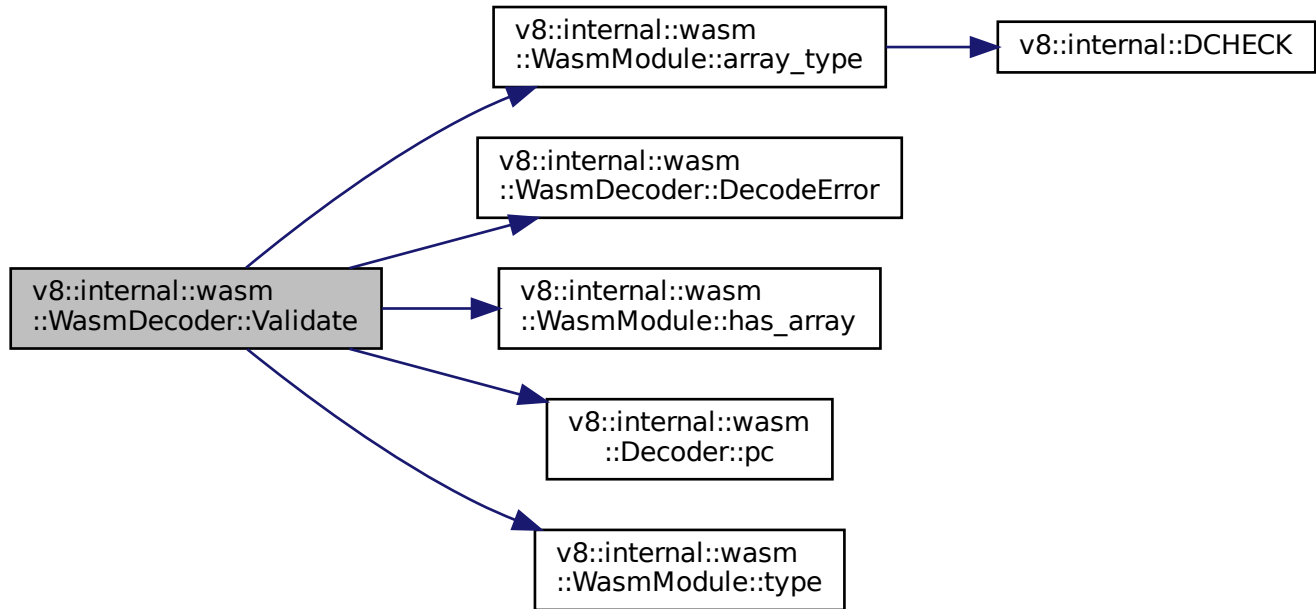 v8::internal::wasm
::WasmModule::array_type
v8::internal::DCHECK
v8::internal::wasm
::WasmDecoder::DecodeError
v8::internal::wasm
::WasmDecoder::Validate
v8::internal::wasm
::WasmModule::has_array
v8::internal::wasm
::Decoder::pc
v8::internal::wasm
::WasmModule::type